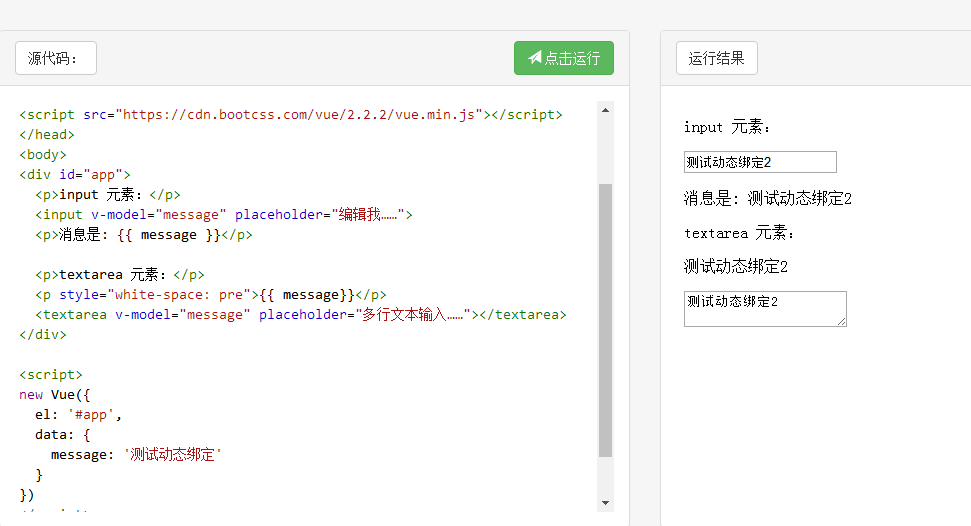 源代码：
点击运行
<script src="https://cdn.bootcss.com/vue/2.2.2/vue.min.js"></script>
</head>
<body>
<div id="app">
  <p>input 元素：</p>
  <input v-model="message" placeholder="编辑我……">
  <p>消息是: {{ message }}</p>
  <p>textarea 元素：</p>
  <p style="white-space: pre">{{ message}}</p>
  <textarea v-model="message" placeholder="多行文本输入……"></textarea>
</div>
<script>
new Vue({
  el: '#app',
  data: {
    message: '测试动态绑定'
  }
})
运行结果
input 元素：
测试动态绑定2
消息是: 测试动态绑定2
textarea 元素：
测试动态绑定2
测试动态绑定2